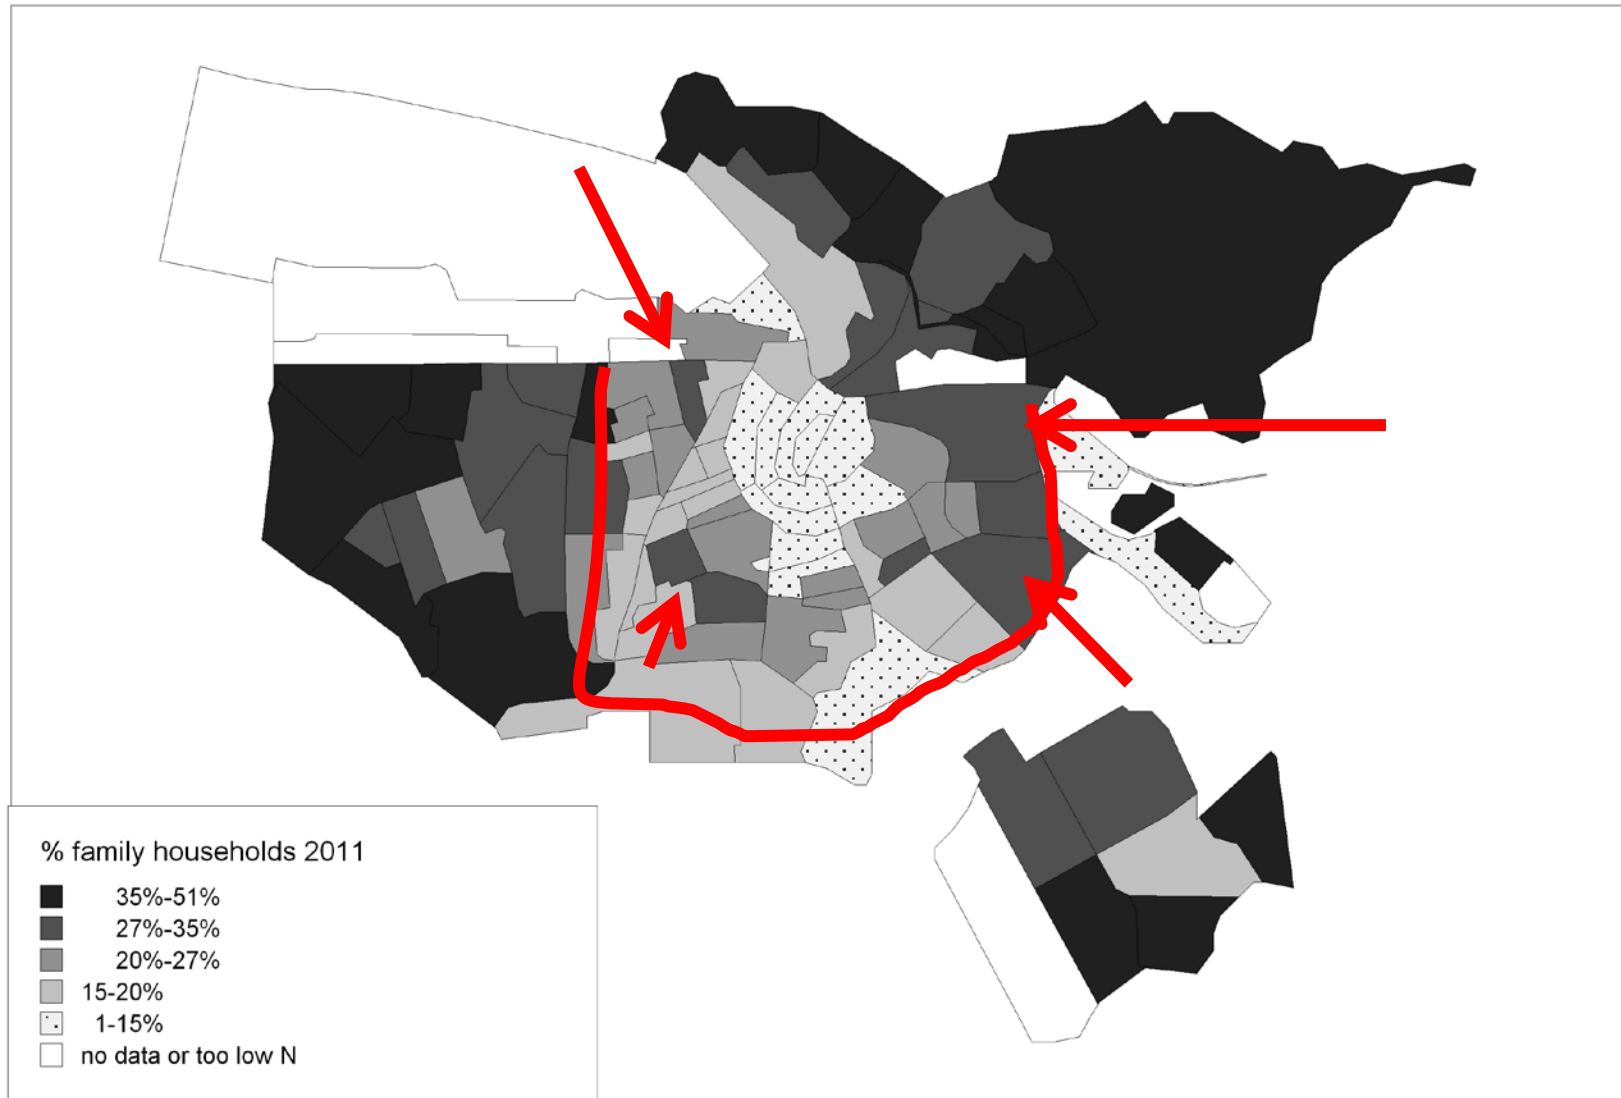 % family households 2011
35%-51%
27%-35%
20%-27%
15-20%
1-15%
no data or too low N